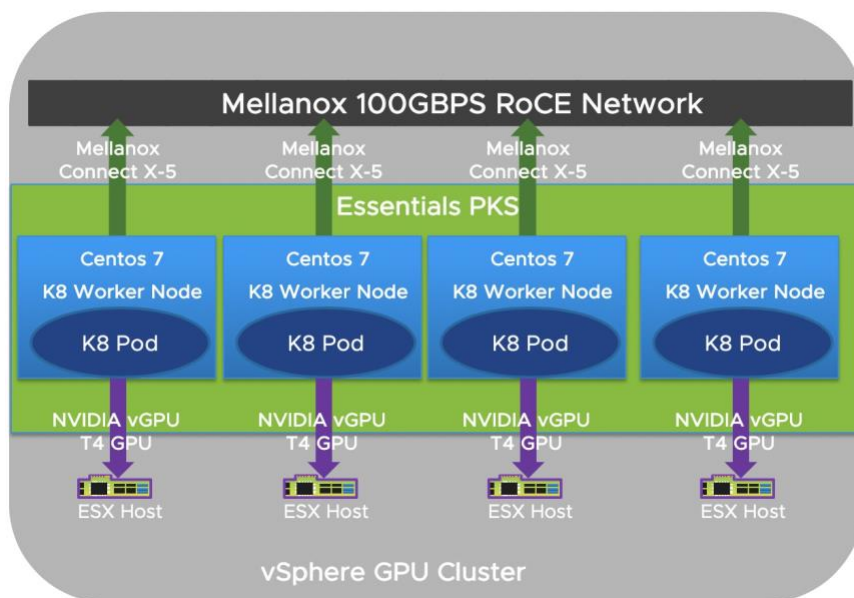 Mellanox 100GBPS RoCE Network
Mellanox
Connect X-5
Mellanox
Connect X-5
Mellanox
Connect X-5
Mellanox
Connect X-5
Essentials PKS
Centos 7
K8 Worker Node
K8 Pod
Centos 7
K8 Worker Node
K8 Pod
Centos 7
K8 Worker Node
K8 Pod
Centos 7
K8 Worker Node
K8 Pod
NVIDIA vGPU
T4 GPU
NVIDIA vGPU
T4 GPU
NVIDIA vGPU
T4 GPU
NVIDIA vGPU
T4 GPU
ESX Host
ESX Host
ESX Host
ESX Host
vSphere GPU Cluster